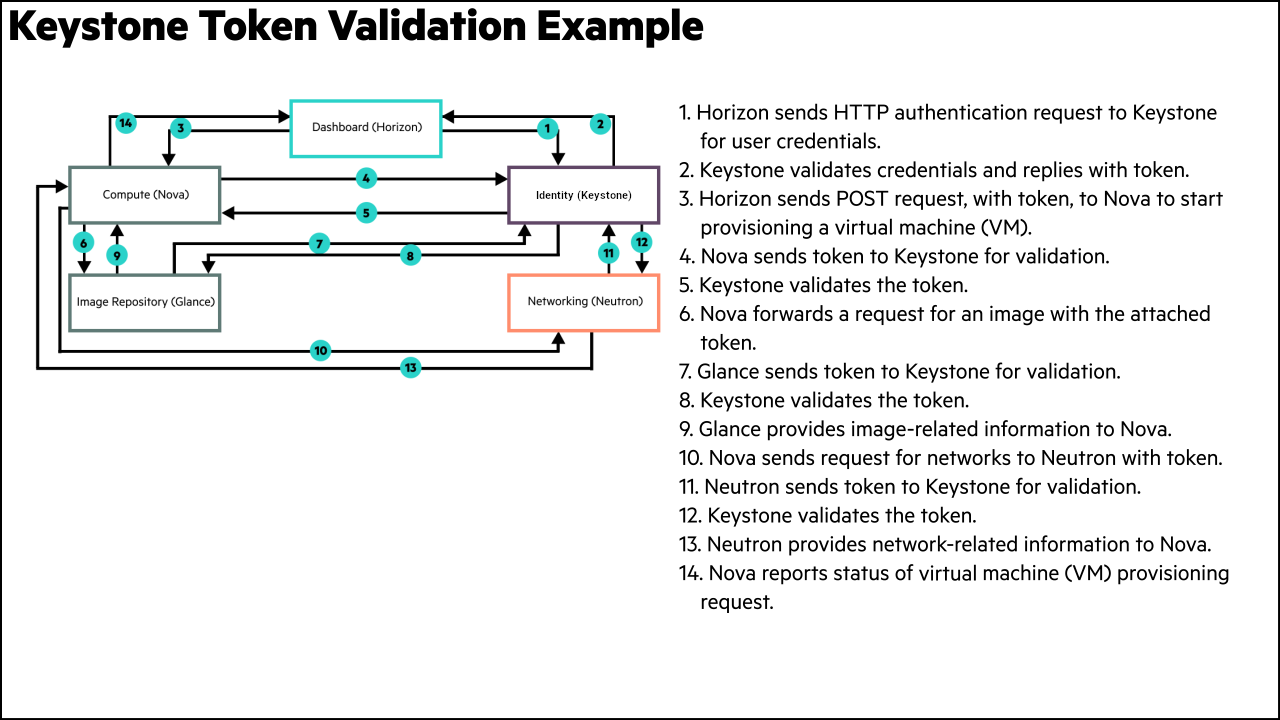 Keystone Token Validation Example
14
3
Dashboard (Horizon)
1
2
Compute (Nova)
4
Identity (Keystone)
5
6
9
7
8
11
12
Image Repository (Glance)
Networking (Neutron)
10
13
1. Horizon sends HTTP authentication request to Keystone
for user credentials.
2. Keystone validates credentials and replies with token.
3. Horizon sends POST request, with token, to Nova to start
provisioning a virtual machine (VM).
4. Nova sends token to Keystone for validation.
5. Keystone validates the token.
6. Nova forwards a request for an image with the attached
token.
7. Glance sends token to Keystone for validation.
8. Keystone validates the token.
9. Glance provides image-related information to Nova.
10. Nova sends request for networks to Neutron with token.
11. Neutron sends token to Keystone for validation.
12. Keystone validates the token.
13. Neutron provides network-related information to Nova.
14. Nova reports status of virtual machine (VM) provisioning
request.